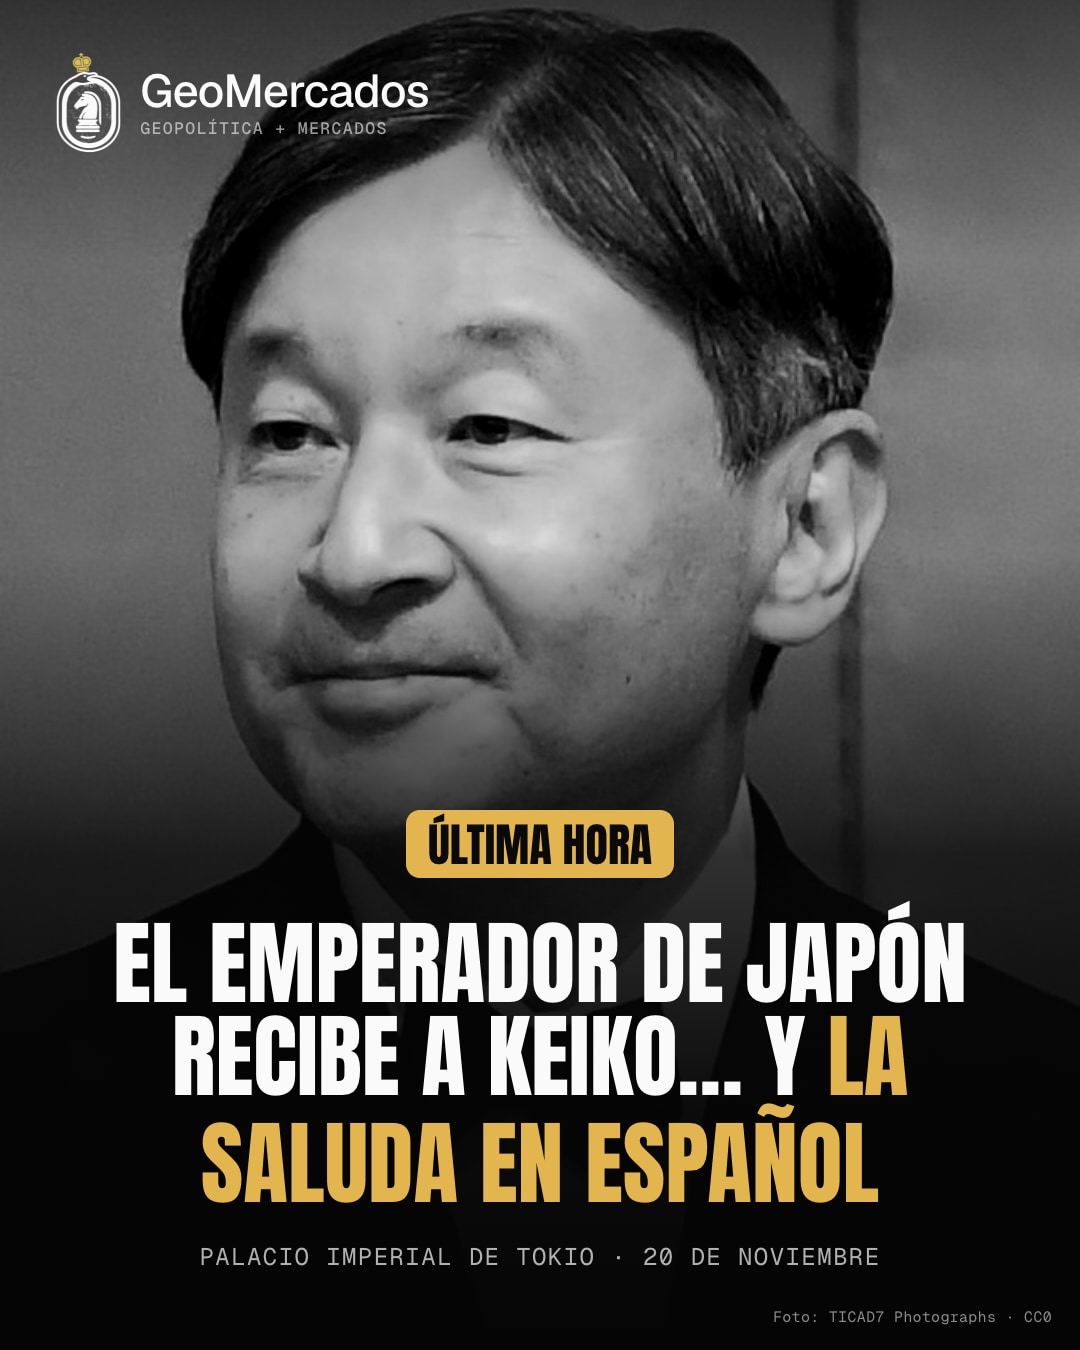 GeoMercados
GEOPOLÍTICA + MERCADOS
ÚLTIMA HORA
EL EMPERADOR DE JAPÓN
RECIBE A KEIKO... Y LA
SALUDA EN ESPAÑOL
PALACIO IMPERIAL DE TOKIO · 20 DE NOVIEMBRE
Foto: TICAD7 Photographs · CC0